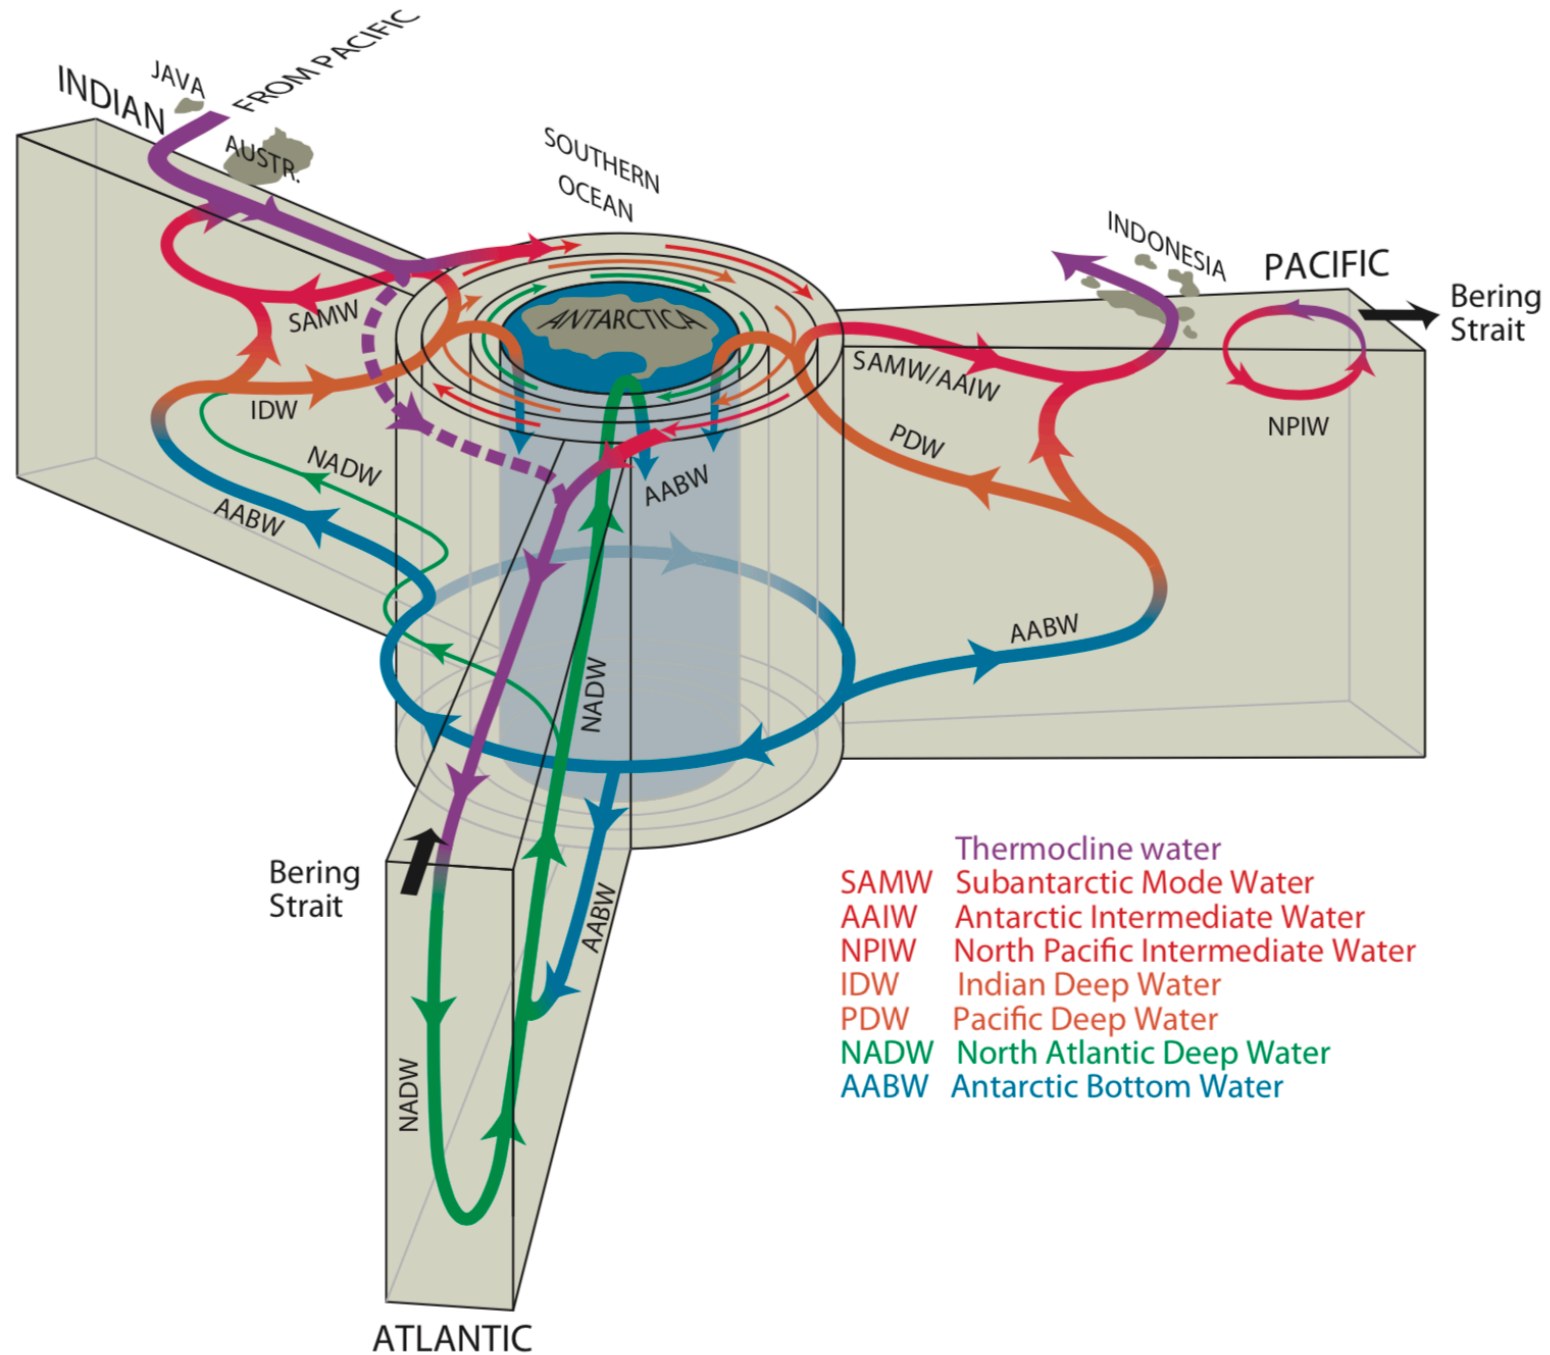 JAVA
FROM PACIFIC
INDIAN
AUSTR.
SOUTHERN
OCEAN
INDONESIA
PACIFIC
Bering
Strait
ANTARCTICA
SAMW
SAMW/AAIW
IDW
PDW
NPIW
NADW
AABW
AABW
AABW
NADW
Bering
Strait
AABW
NADW
ATLANTIC
Thermocline water
SAMW Subantarctic Mode Water
AAIW Antarctic Intermediate Water
NPIW North Pacific Intermediate Water
IDW Indian Deep Water
PDW Pacific Deep Water
NADW North Atlantic Deep Water
AABW Antarctic Bottom Water